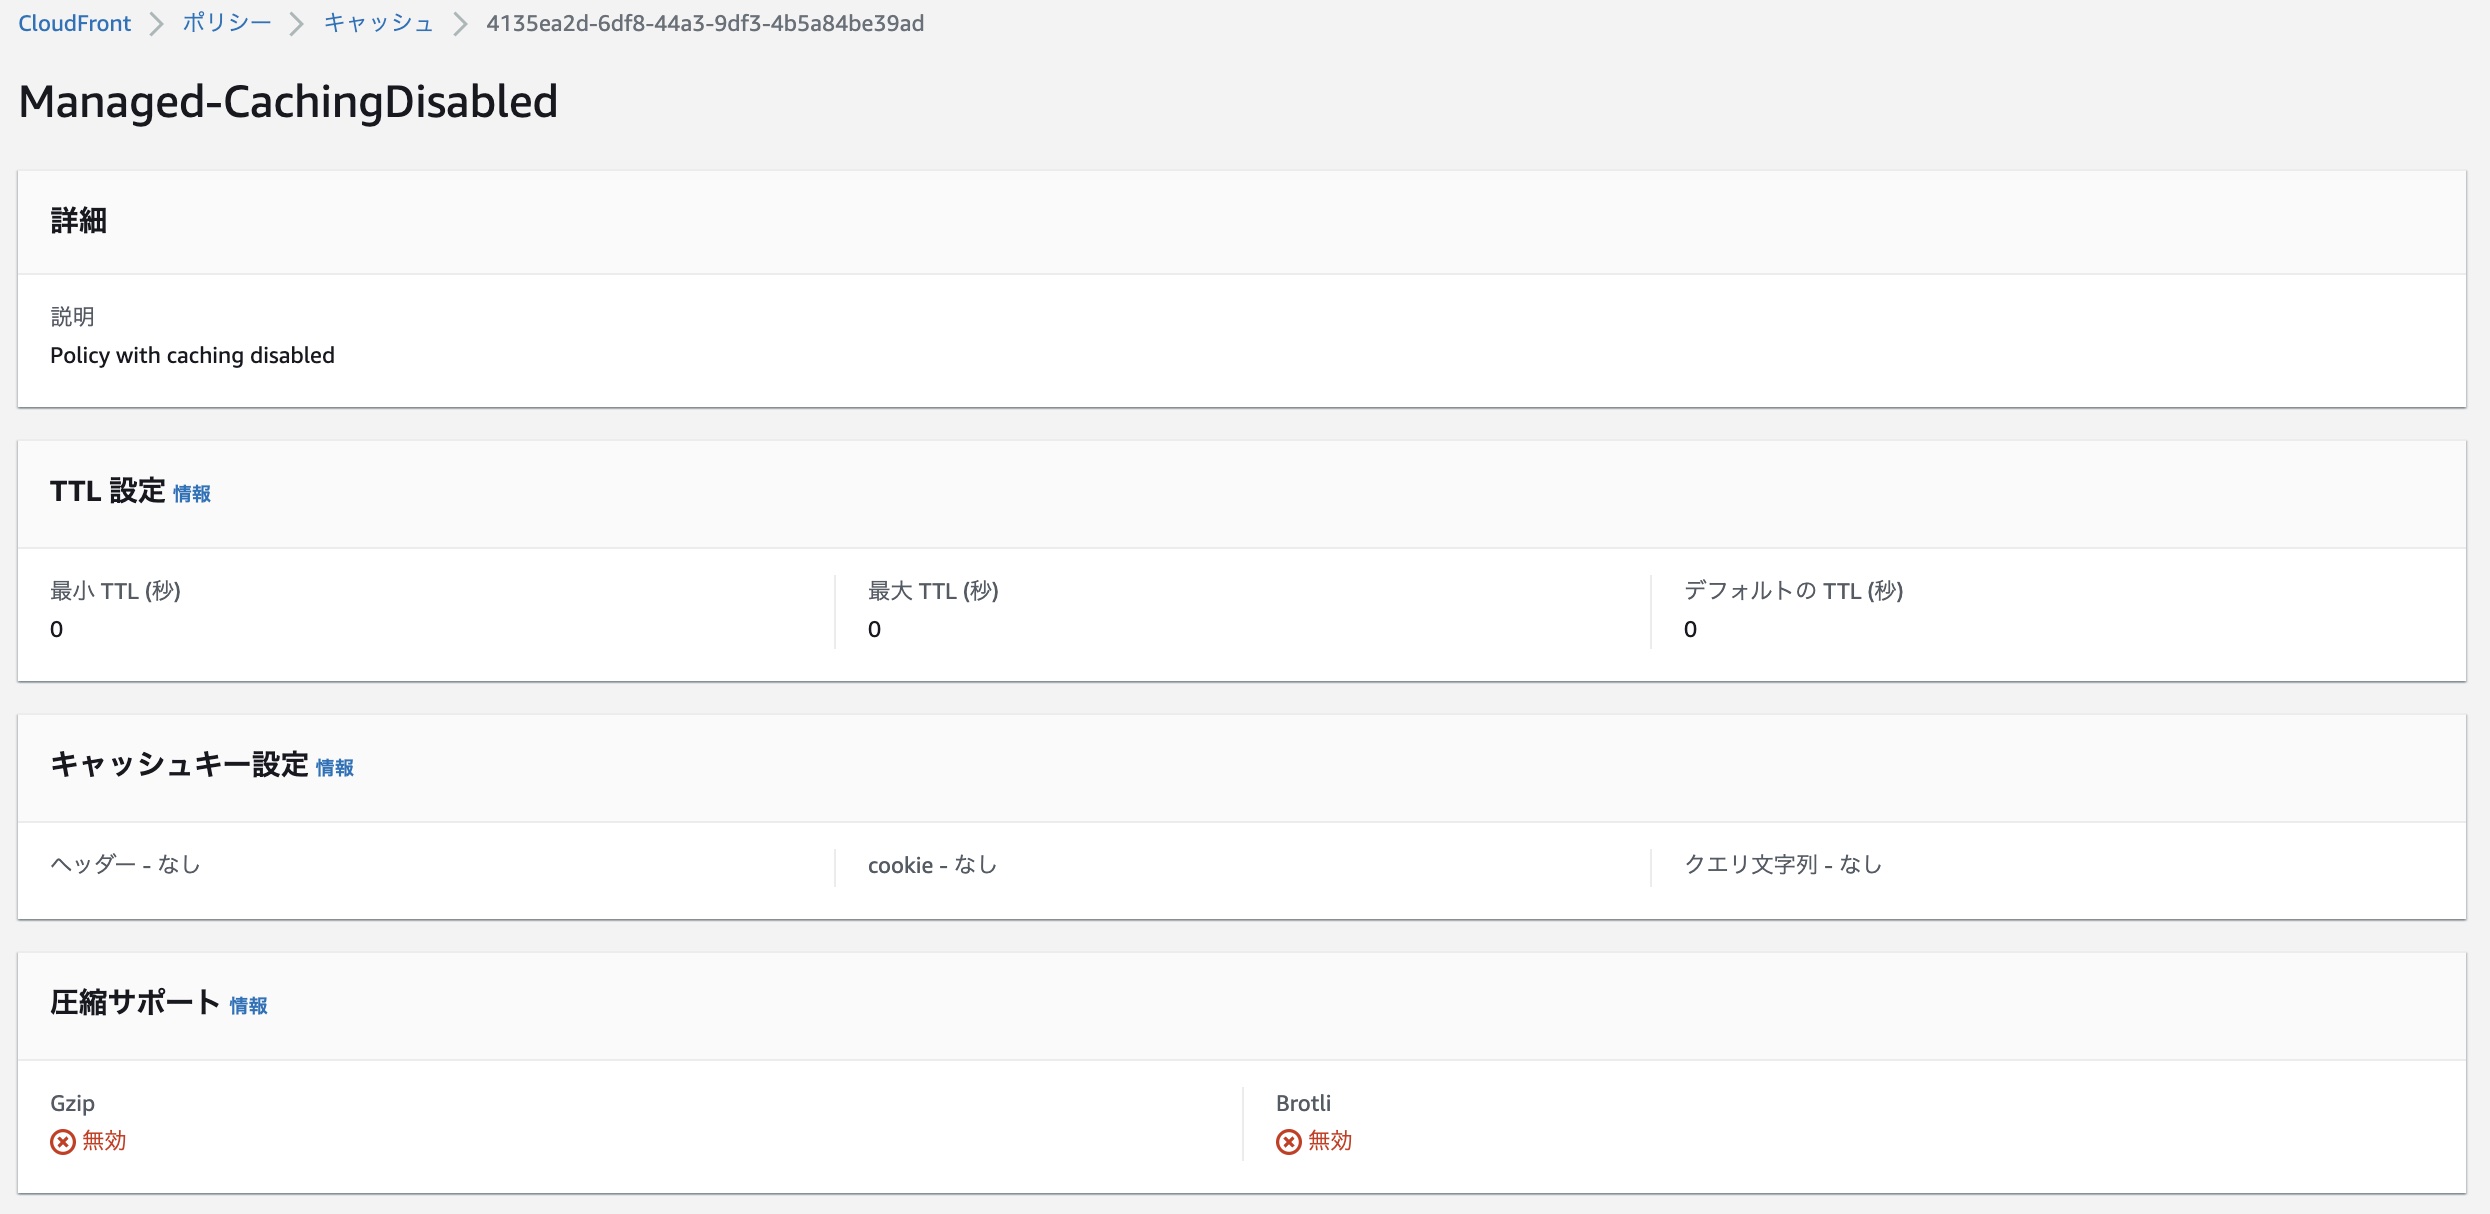 CloudFront > ポリシー > キャッシュ > 4135ea2d-6df8-44a3-9df3-4b5a84be39ad
Managed-CachingDisabled
詳細
説明
Policy with caching disabled
TTL 設定 情報
最小 TTL (秒) 最大 TTL (秒) デフォルトの TTL (秒)
0 0 0
キャッシュキー設定 情報
ヘッダー - なし cookie - なし クエリ文字列 - なし
圧縮サポート 情報
Gzip Brotli
無効 無効